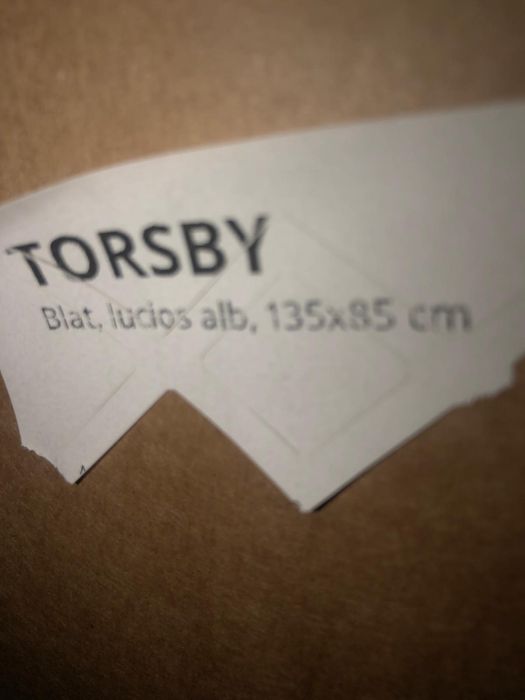 TORSBY
Blat, lucios alb, 135x85 cm